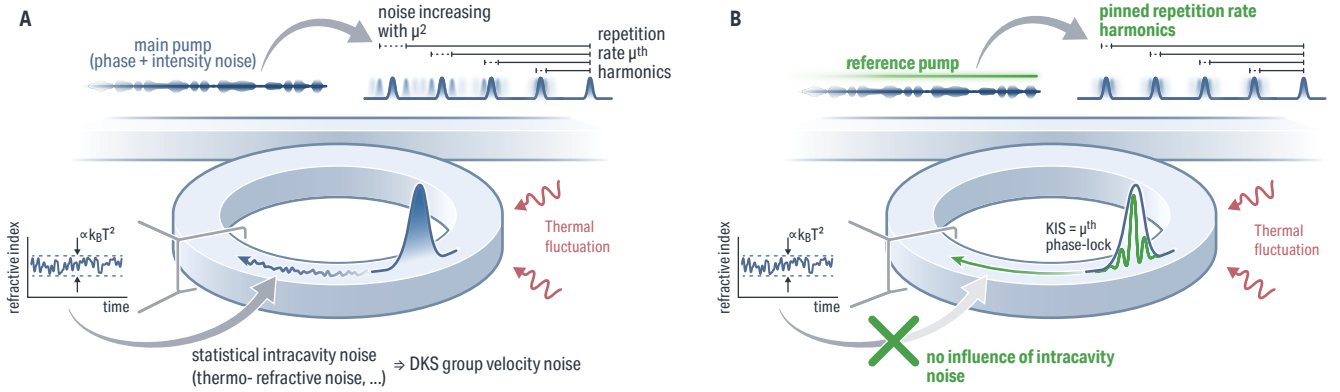 A
noise increasing
with μ²
main pump
(phase + intensity noise)
repetition
rate μᵗʰ
harmonics
refractive index
∝k_BT²
time
Thermal
fluctuation
statistical intracavity noise
(thermo- refractive noise, ...)
⇒ DKS group velocity noise
B
pinned repetition rate
harmonics
reference pump
refractive index
∝k_BT²
time
KIS = μᵗʰ
phase-lock
Thermal
fluctuation
no influence of intracavity
noise